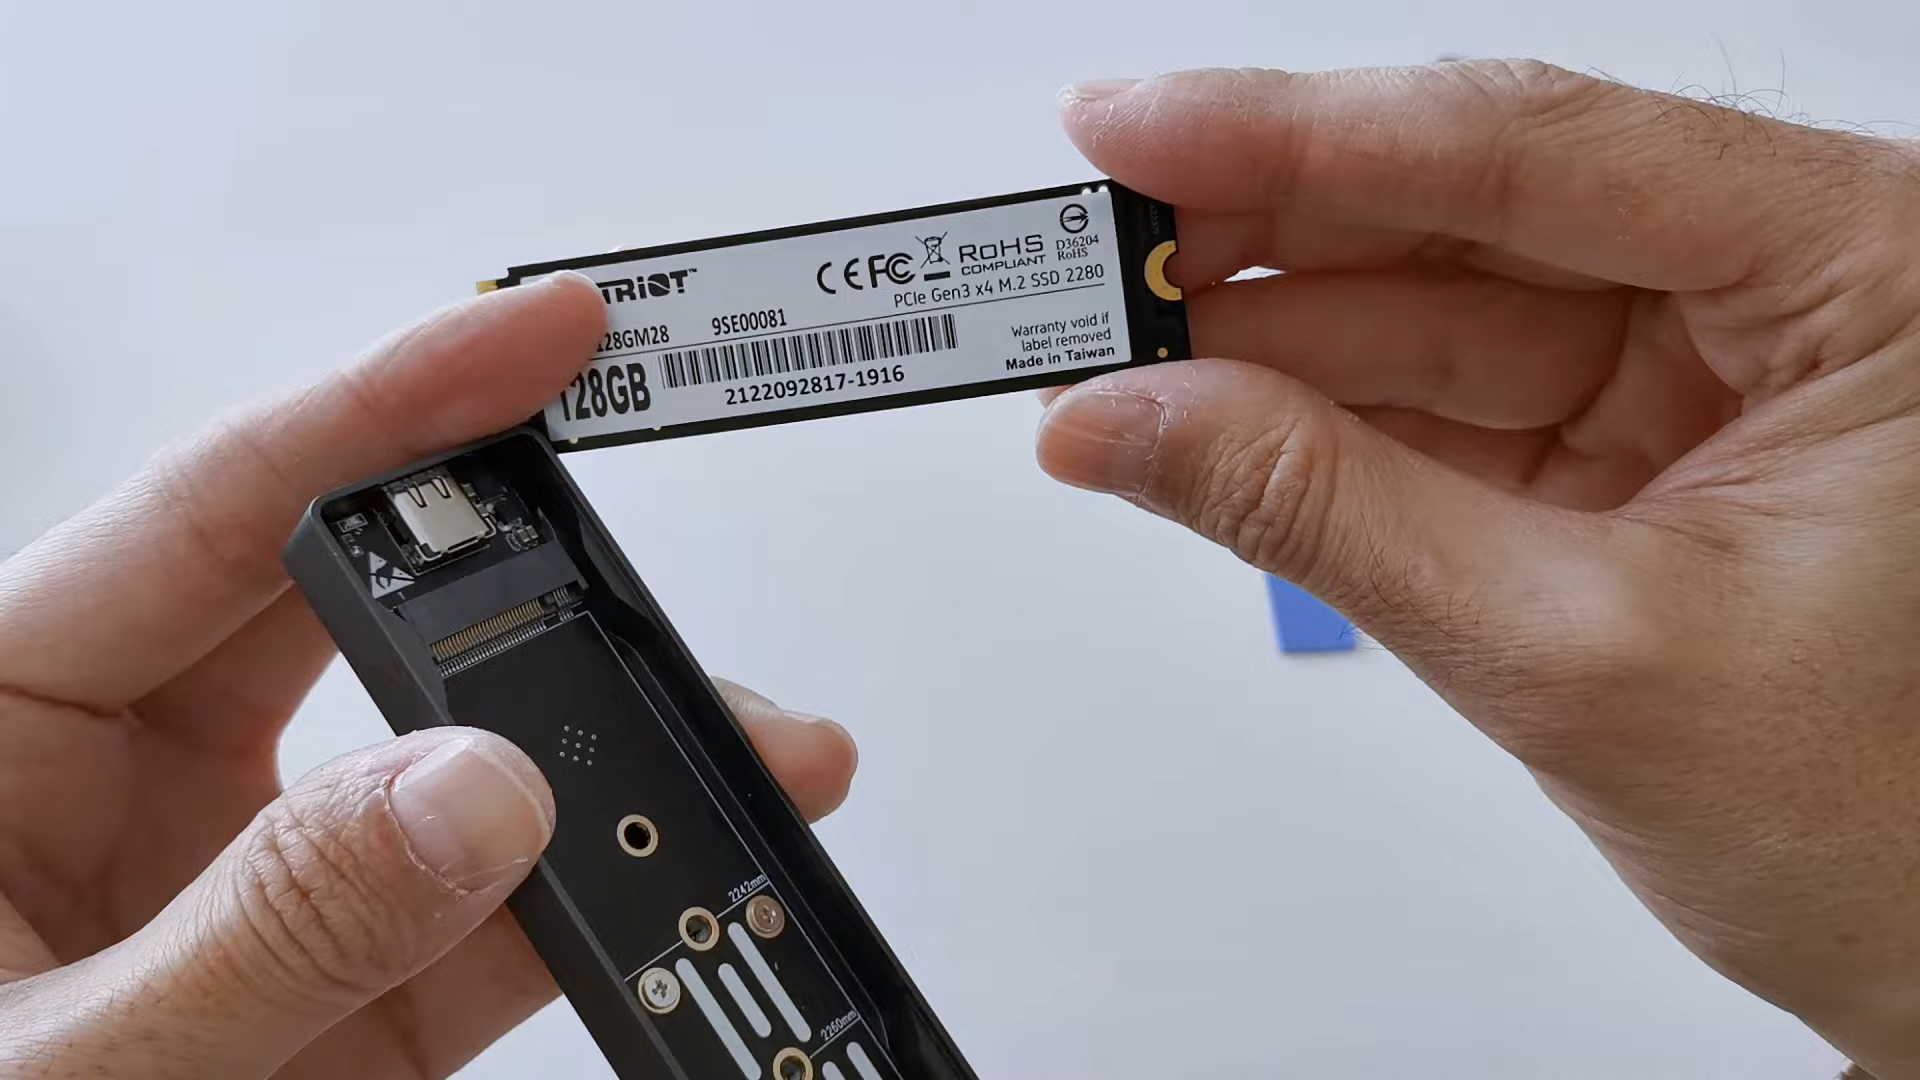 TRIOT™
CE FC RoHS
COMPLIANT
D36204
RoHS
PCIe Gen3 x4 M.2 SSD 2280
128GM28
9SE00081
Warranty void if
label removed
Made in Taiwan
128GB
2122092817-1916
2242mm
2260mm